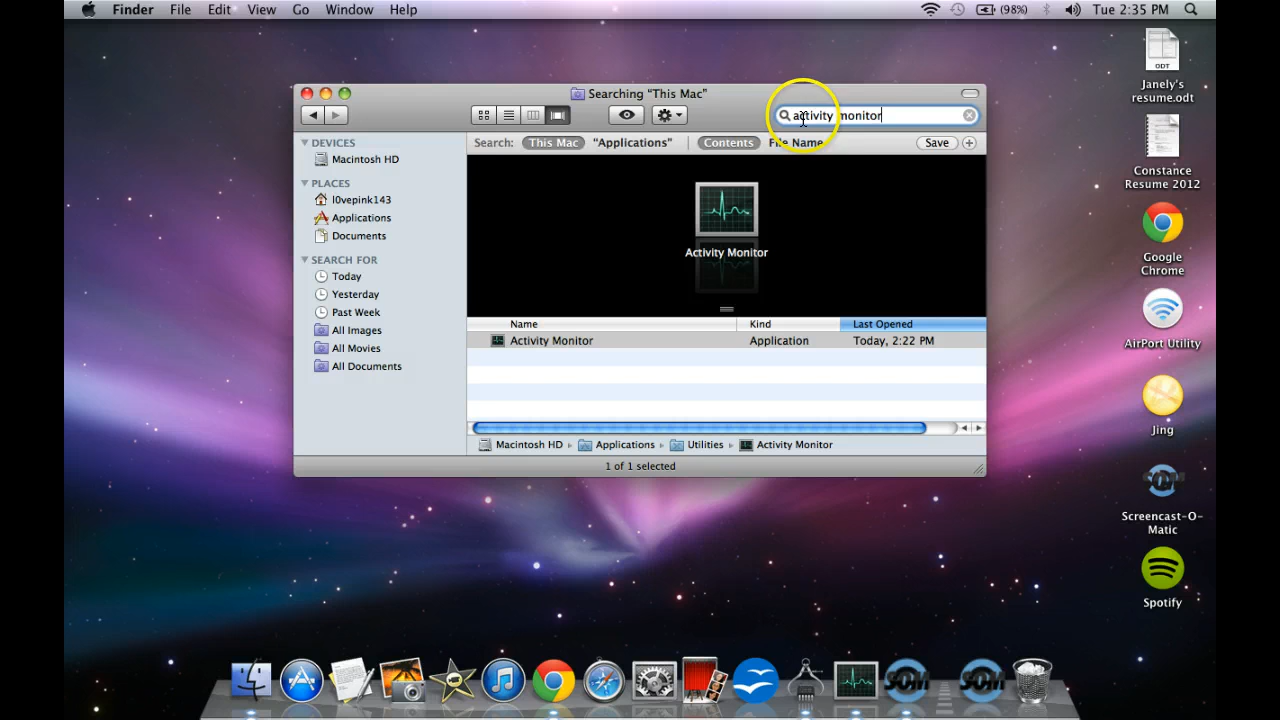 Finder File Edit View Go Window Help (98%) Tue 2:35 PM
Searching "This Mac"
activity monitor
Search: This Mac "Applications" Contents File Name Save
DEVICES
Macintosh HD
PLACES
l0vepink143
Applications
Documents
SEARCH FOR
Today
Yesterday
Past Week
All Images
All Movies
All Documents
Activity Monitor
Name Kind Last Opened
Activity Monitor Application Today, 2:22 PM
Macintosh HD Applications Utilities Activity Monitor
1 of 1 selected
ODT
Janely's
resume.odt
Constance
Resume 2012
Google
Chrome
AirPort Utility
Jing
SOM
Screencast-O-
Matic
Spotify
SOM
SOM